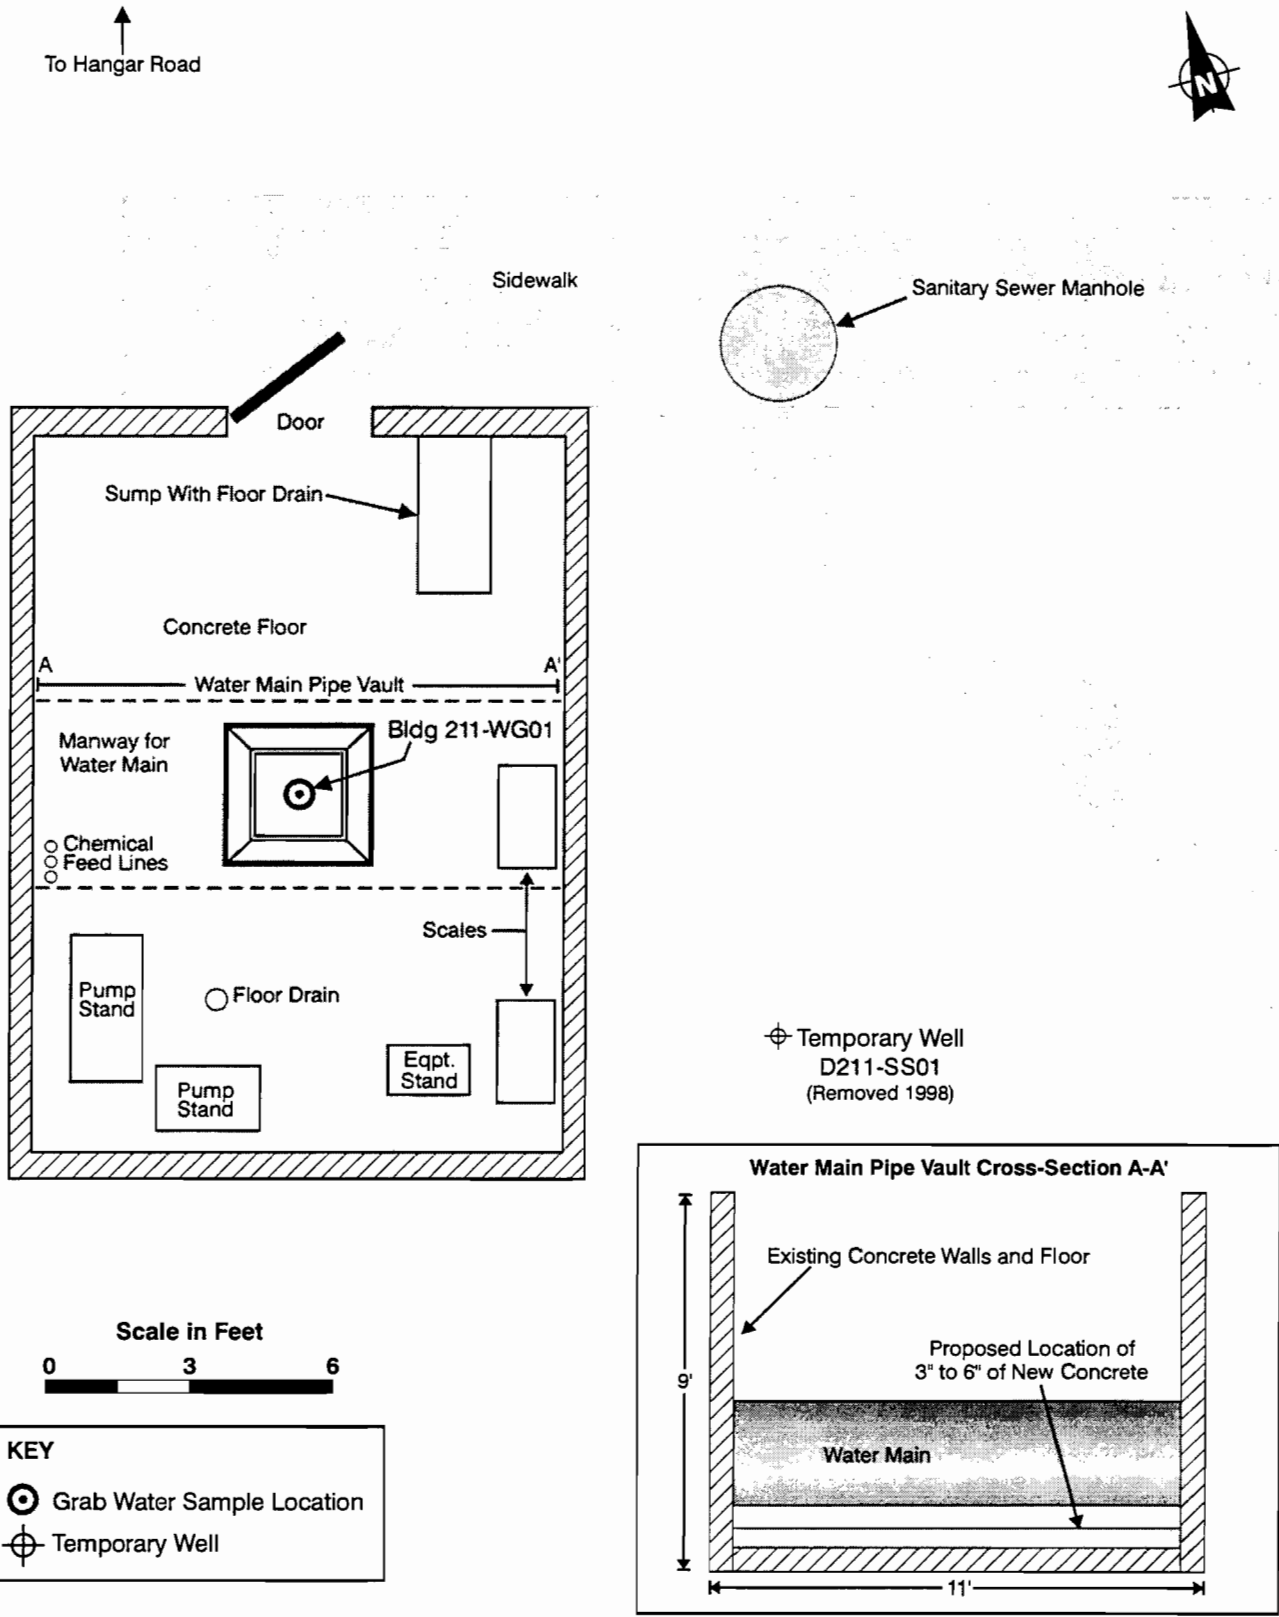 To Hangar Road
N
Sidewalk
Sanitary Sewer Manhole
Door
Sump With Floor Drain
Concrete Floor
A
A'
Water Main Pipe Vault
Manway for
Water Main
Bldg 211-WG01
Chemical
Feed Lines
Scales
Pump
Stand
Floor Drain
Pump
Stand
Eqpt.
Stand
Temporary Well
D211-SS01
(Removed 1998)
Water Main Pipe Vault Cross-Section A-A'
Existing Concrete Walls and Floor
Proposed Location of
3" to 6" of New Concrete
9'
Water Main
11'
Scale in Feet
0 3 6
KEY
Grab Water Sample Location
Temporary Well